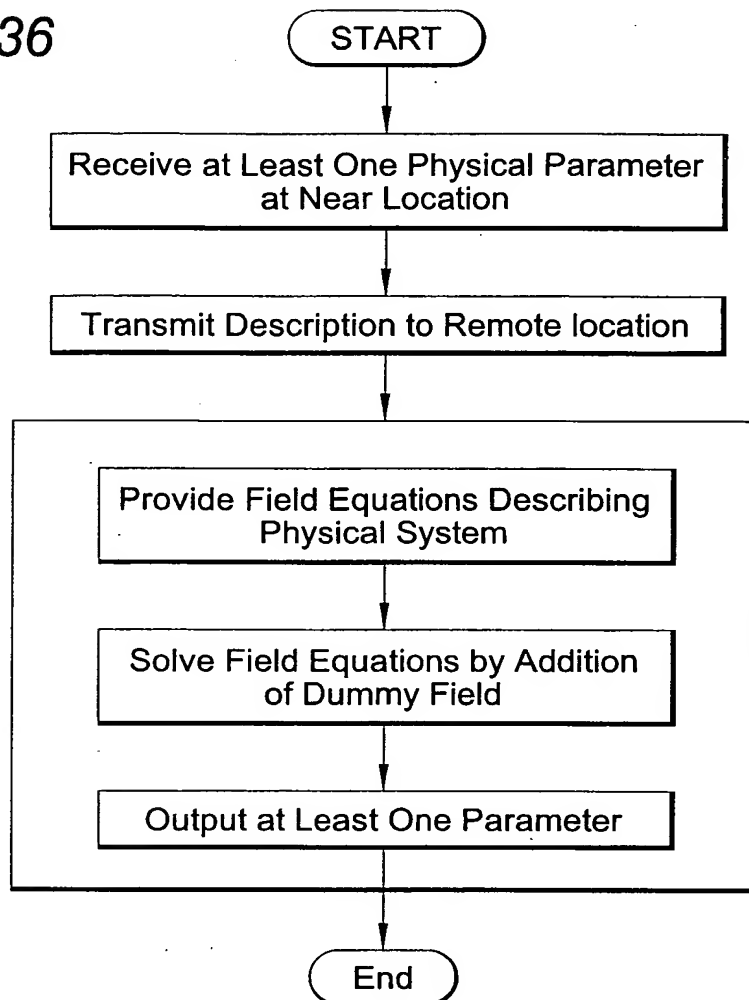 36
START
Receive at Least One Physical Parameter
at Near Location
Transmit Description to Remote location
Provide Field Equations Describing
Physical System
Solve Field Equations by Addition
of Dummy Field
Output at Least One Parameter
End